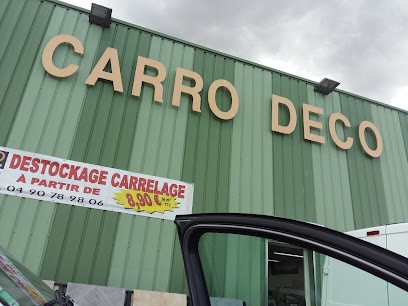 CARRO DECO
DESTOCKAGE CARRELAGE
À PARTIR DE 8,90 €
04 90 78 98 06